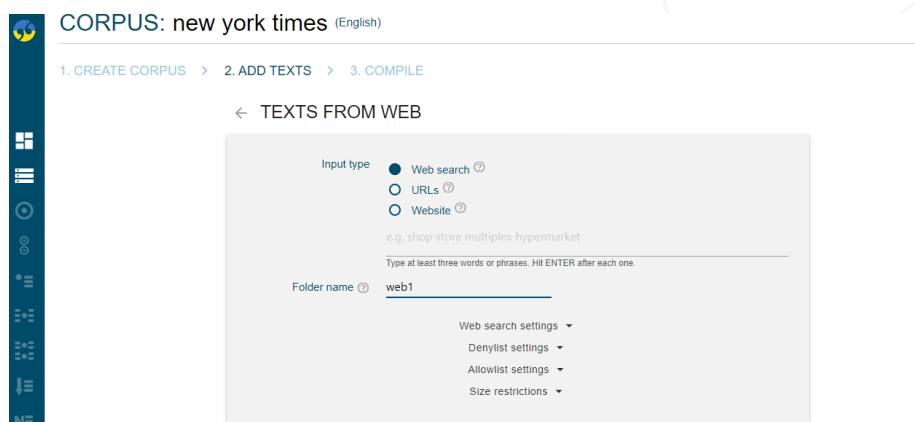 CORPUS: new york times (English)
1. CREATE CORPUS > 2. ADD TEXTS > 3. COMPILE
← TEXTS FROM WEB
Input type
Web search ?
URLs ?
Website ?
e.g. shop store multiplex hypermarket
Type at least three words or phrases. Hit ENTER after each one.
Folder name ? web1
Web search settings
Denylist settings
Allowlist settings
Size restrictions